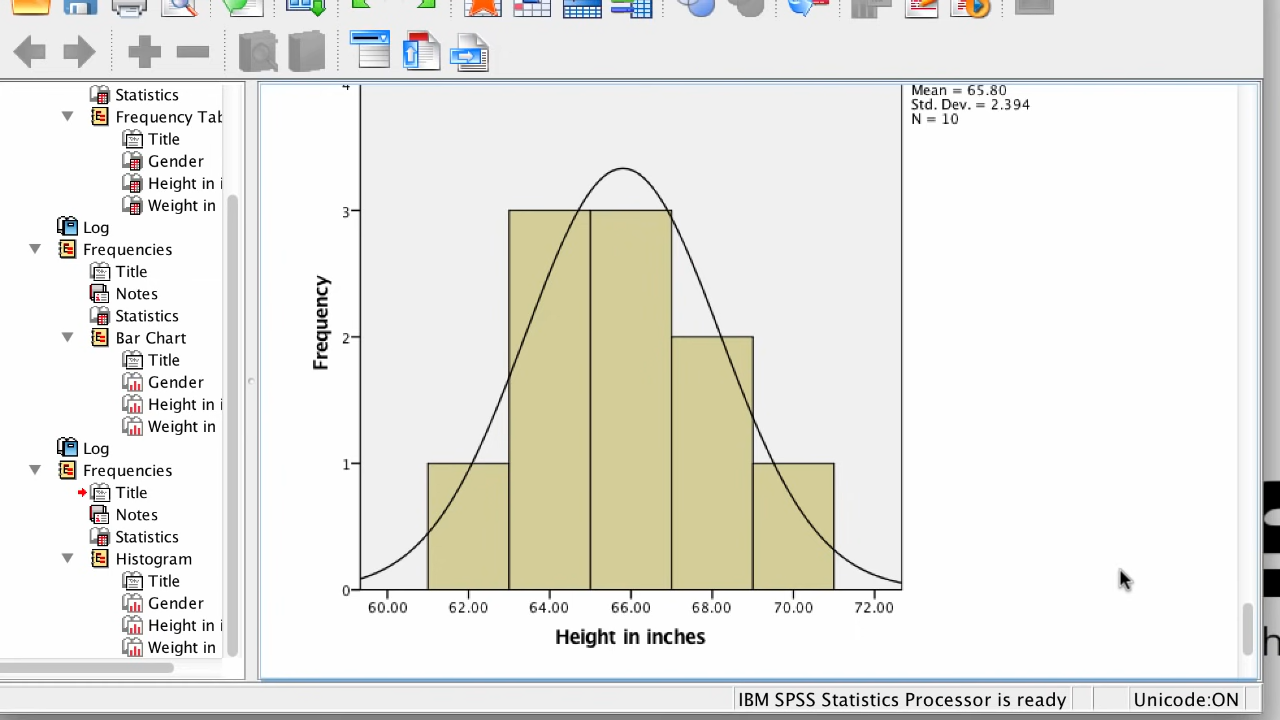 Statistics
Frequency Tab
Title
Gender
Height in i
Weight in
Log
Frequencies
Title
Notes
Statistics
Bar Chart
Title
Gender
Height in i
Weight in
Log
Frequencies
Title
Notes
Statistics
Histogram
Title
Gender
Height in i
Weight in
Mean = 65.80
Std. Dev. = 2.394
N = 10
4
3
2
1
0
Frequency
60.00 62.00 64.00 66.00 68.00 70.00 72.00
Height in inches
h
IBM SPSS Statistics Processor is ready Unicode:ON